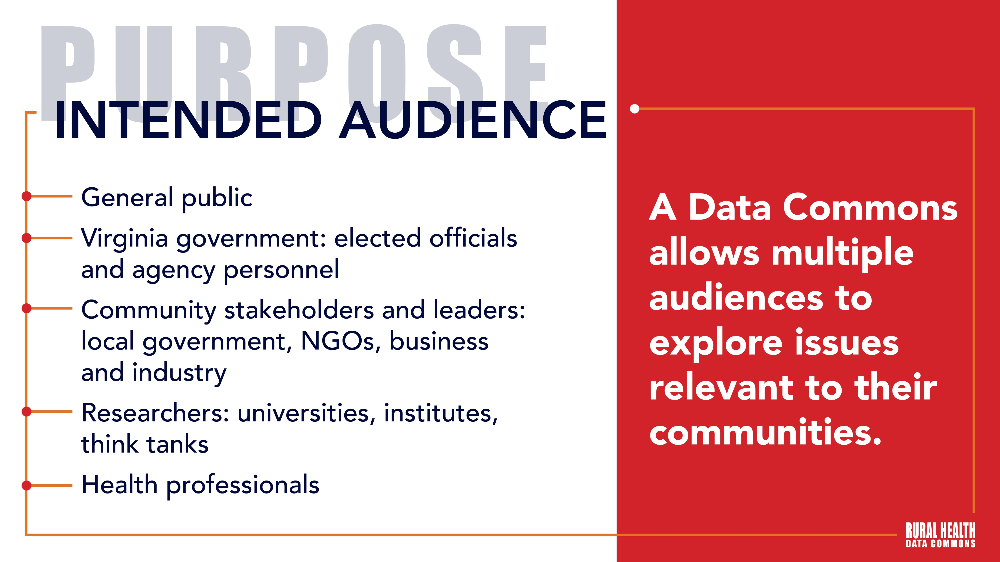 PURPOSE
INTENDED AUDIENCE
General public
Virginia government: elected officials
and agency personnel
Community stakeholders and leaders:
local government, NGOs, business
and industry
Researchers: universities, institutes,
think tanks
Health professionals
A Data Commons
allows multiple
audiences to
explore issues
relevant to their
communities.
RURAL HEALTH
DATA COMMONS